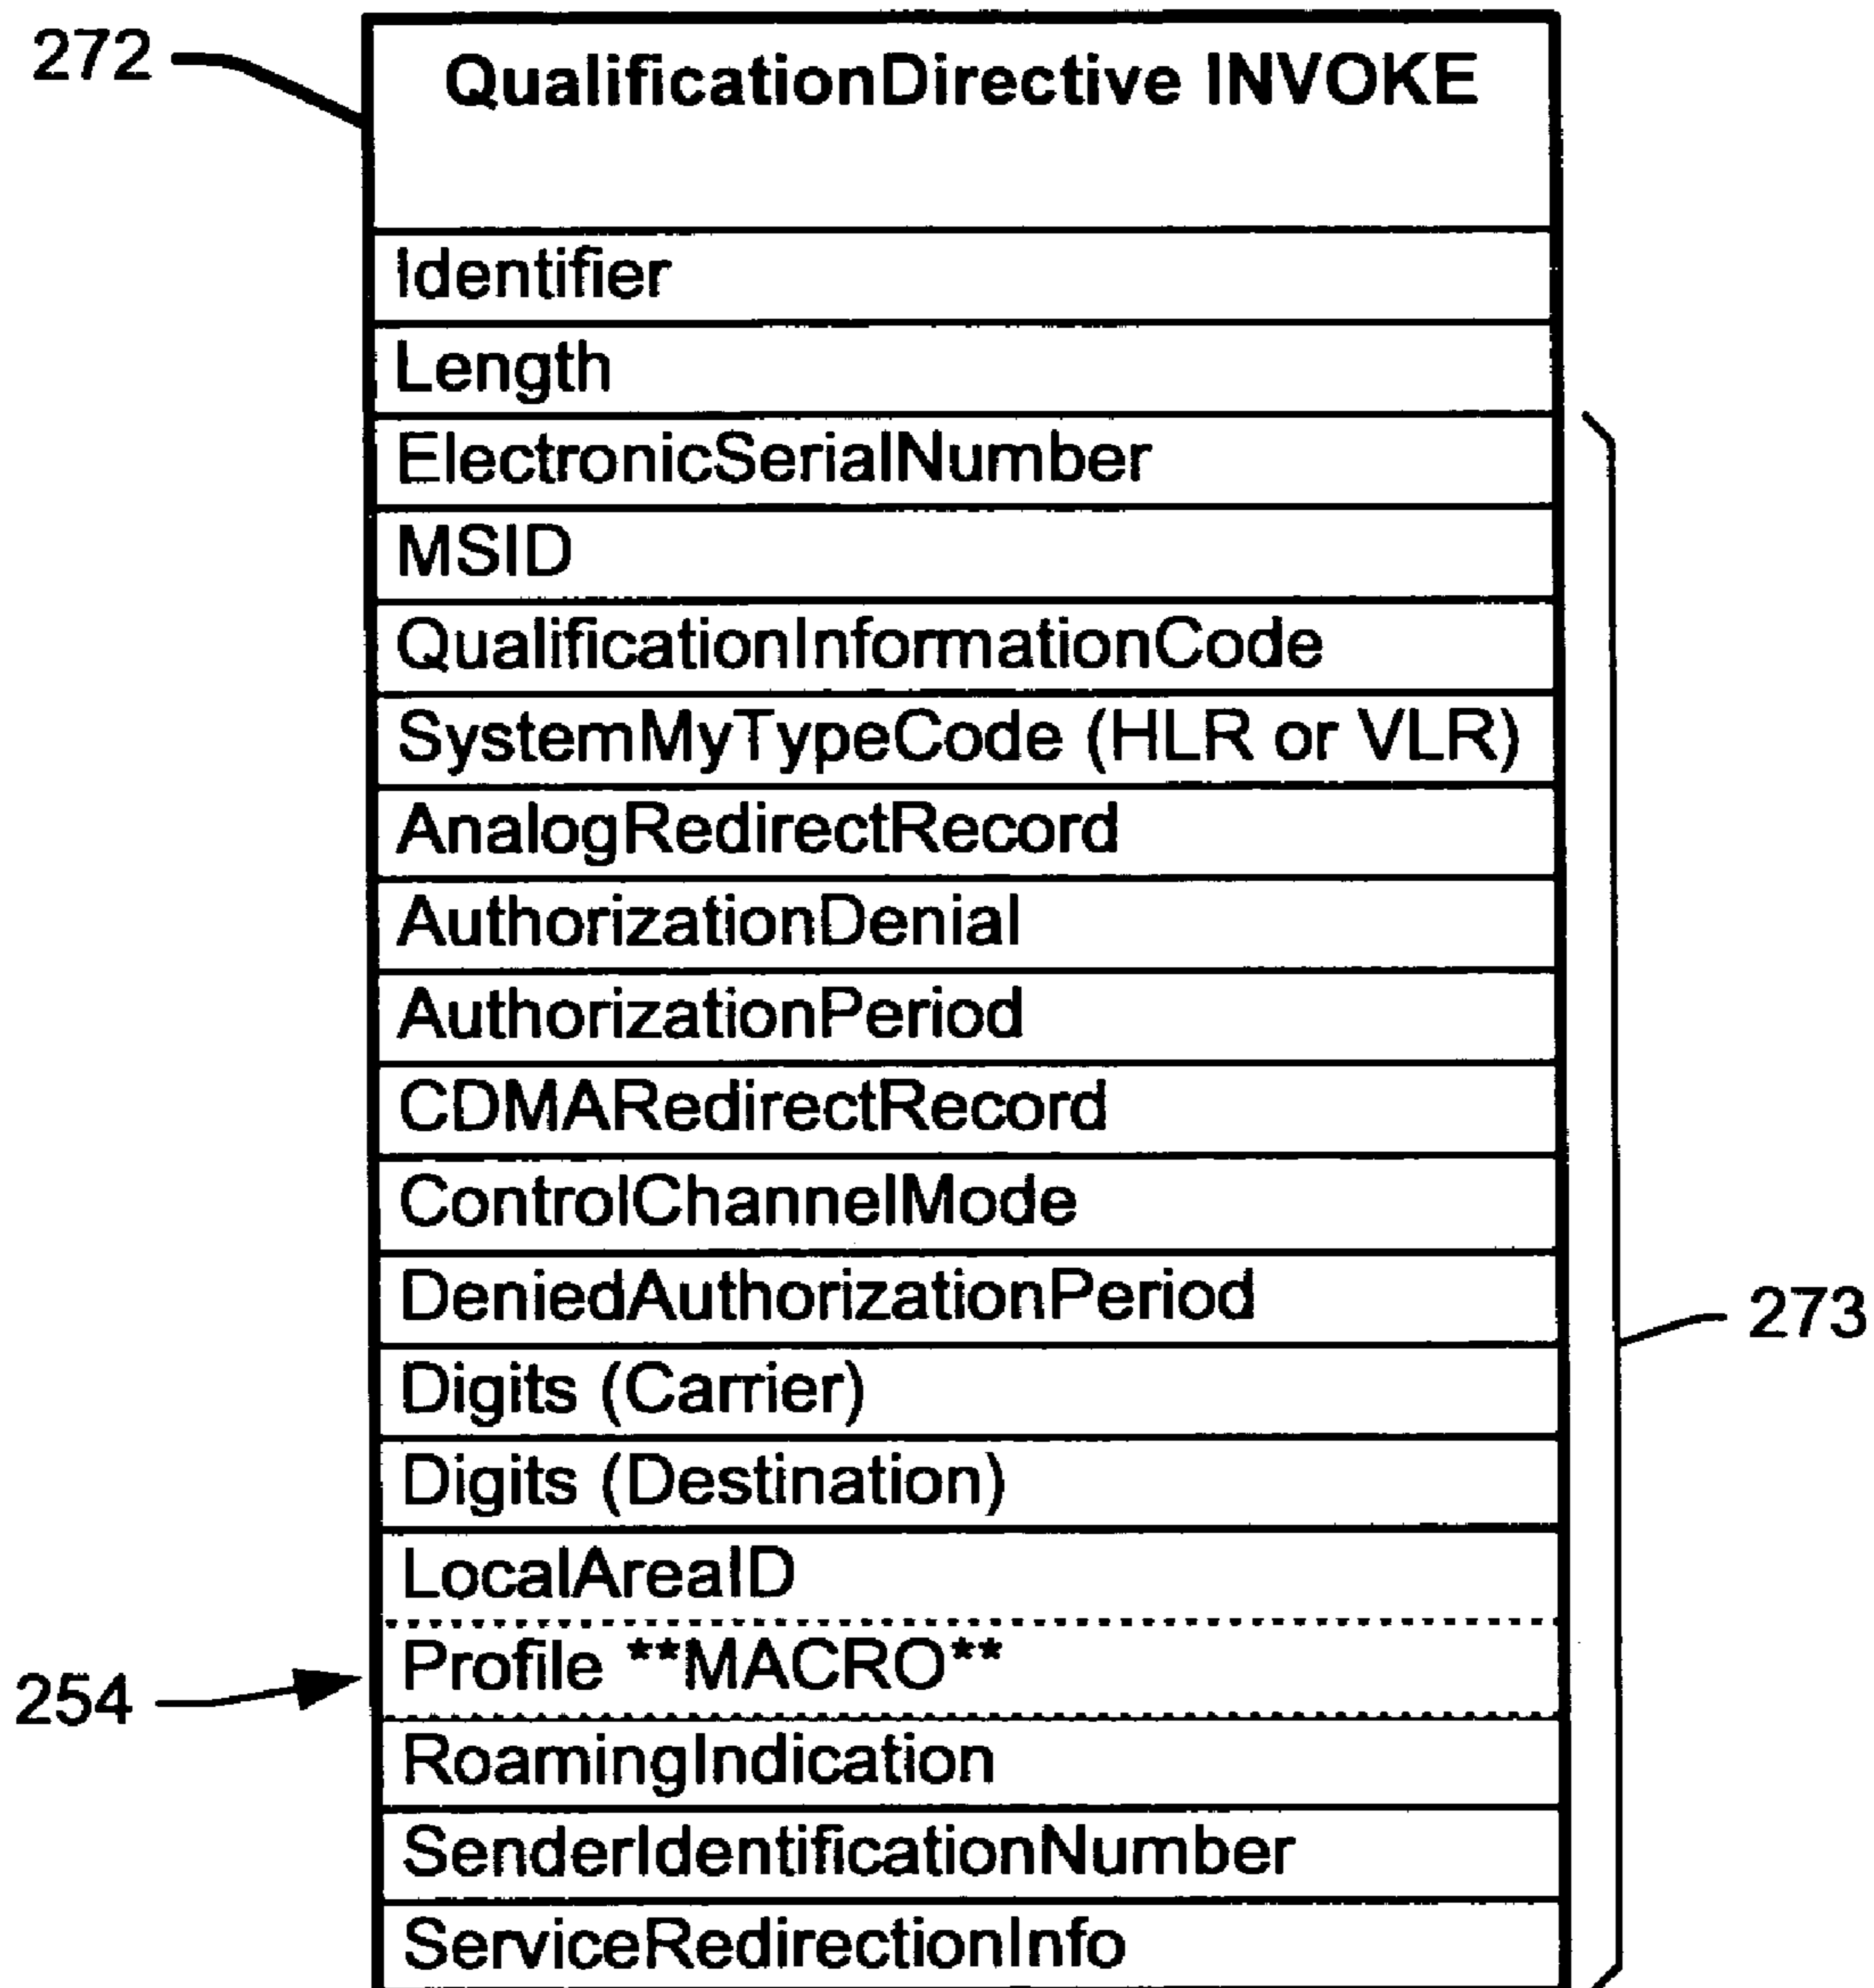 272
QualificationDirective INVOKE
Identifier
Length
ElectronicSerialNumber
MSID
QualificationInformationCode
SystemMyTypeCode (HLR or VLR)
AnalogRedirectRecord
AuthorizationDenial
AuthorizationPeriod
CDMARedirectRecord
ControlChannelMode
DeniedAuthorizationPeriod
273
Digits (Carrier)
Digits (Destination)
LocalAreaID
Profile **MACRO**
254
RoamingIndication
SenderIdentificationNumber
ServiceRedirectionInfo